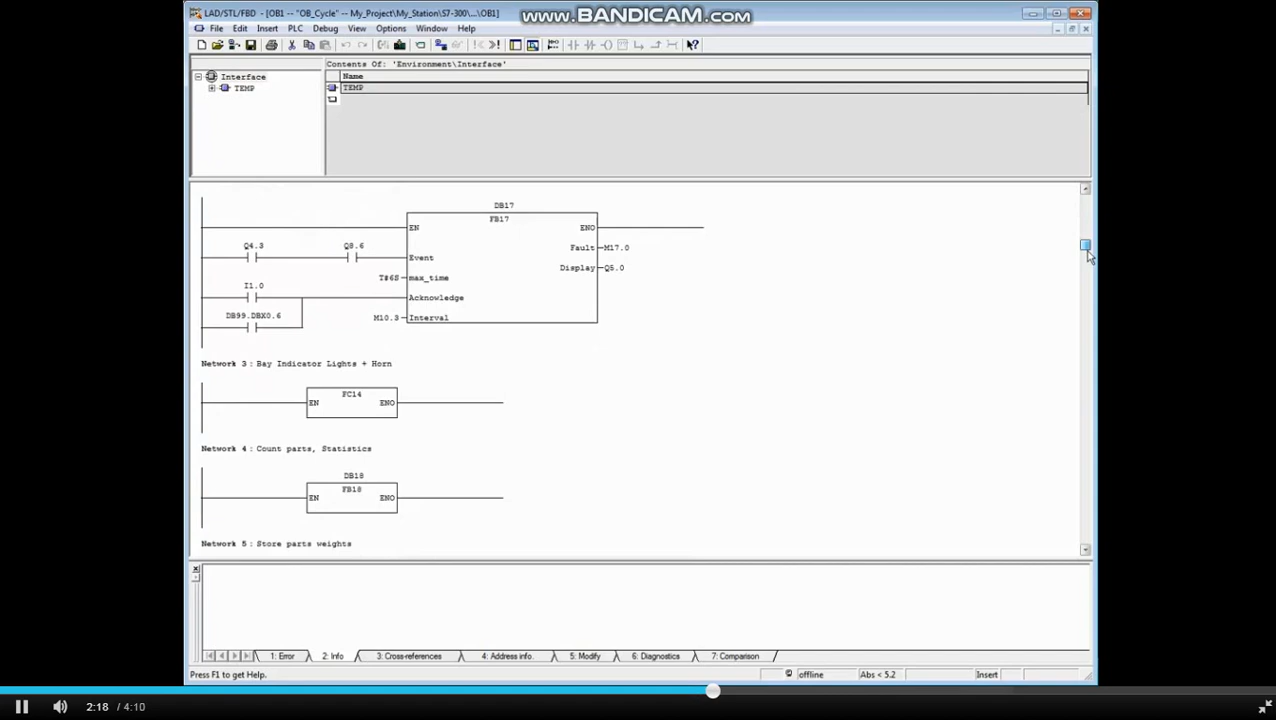 LAD/STL/FBD - [OB1 -- "OB_Cycle" -- My_Project\My_Station\S7-300\...\OB1]
www.BANDICAM.com
File Edit Insert PLC Debug View Options Window Help
Contents Of: 'Environment\Interface'
Interface
Name
TEMP
TEMP
DB17
FB17
EN
ENO
Q4.3
Q8.6
Fault
M17.0
Event
Display
Q5.0
T#6S
max_time
I1.0
Acknowledge
DB99.DBX0.6
M10.3
Interval
Network 3 : Bay Indicator Lights + Horn
FC14
EN
ENO
Network 4 : Count parts, Statistics
DB18
FB18
EN
ENO
Network 5 : Store parts weights
1: Error 2: Info 3: Cross-references 4: Address info. 5: Modify 6: Diagnostics 7: Comparison
Press F1 to get Help.
offline
Abs < 5.2
Insert
2:18 / 4:10